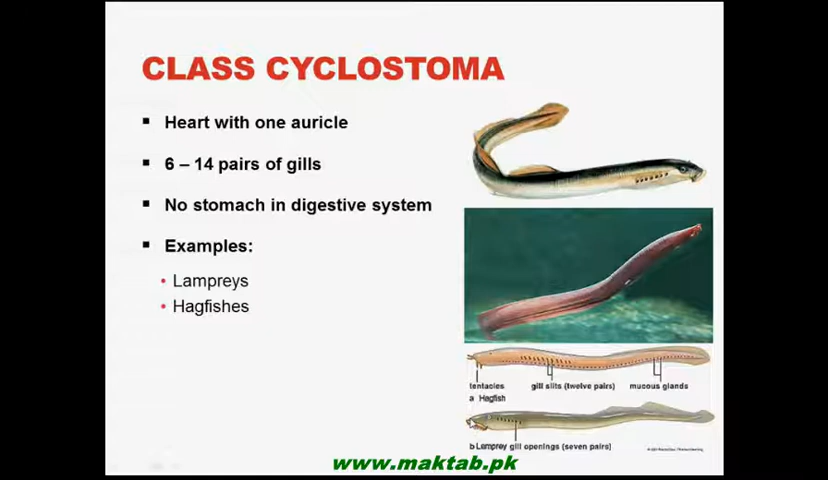 CLASS CYCLOSTOMA
Heart with one auricle
6 – 14 pairs of gills
No stomach in digestive system
Examples:
Lampreys
Hagfishes
tentacles
gill slits (twelve pairs)
mucous glands
a Hagfish
b Lamprey
gill openings (seven pairs)
www.maktab.pk